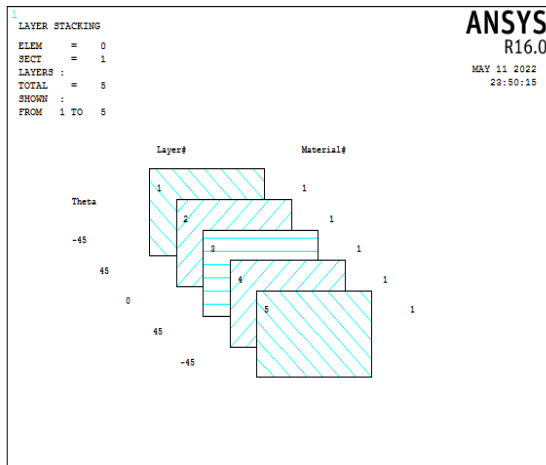 1
LAYER STACKING
ANSYS
R16.0
ELEM = 0
SECT = 1
LAYERS :
TOTAL = 5
SHOWN :
FROM 1 TO 5
MAY 11 2022
23:50:15
Layer# Material#
Theta
1 1
2 1
-45 3 1
45 4 1
0 5 1
45
-45